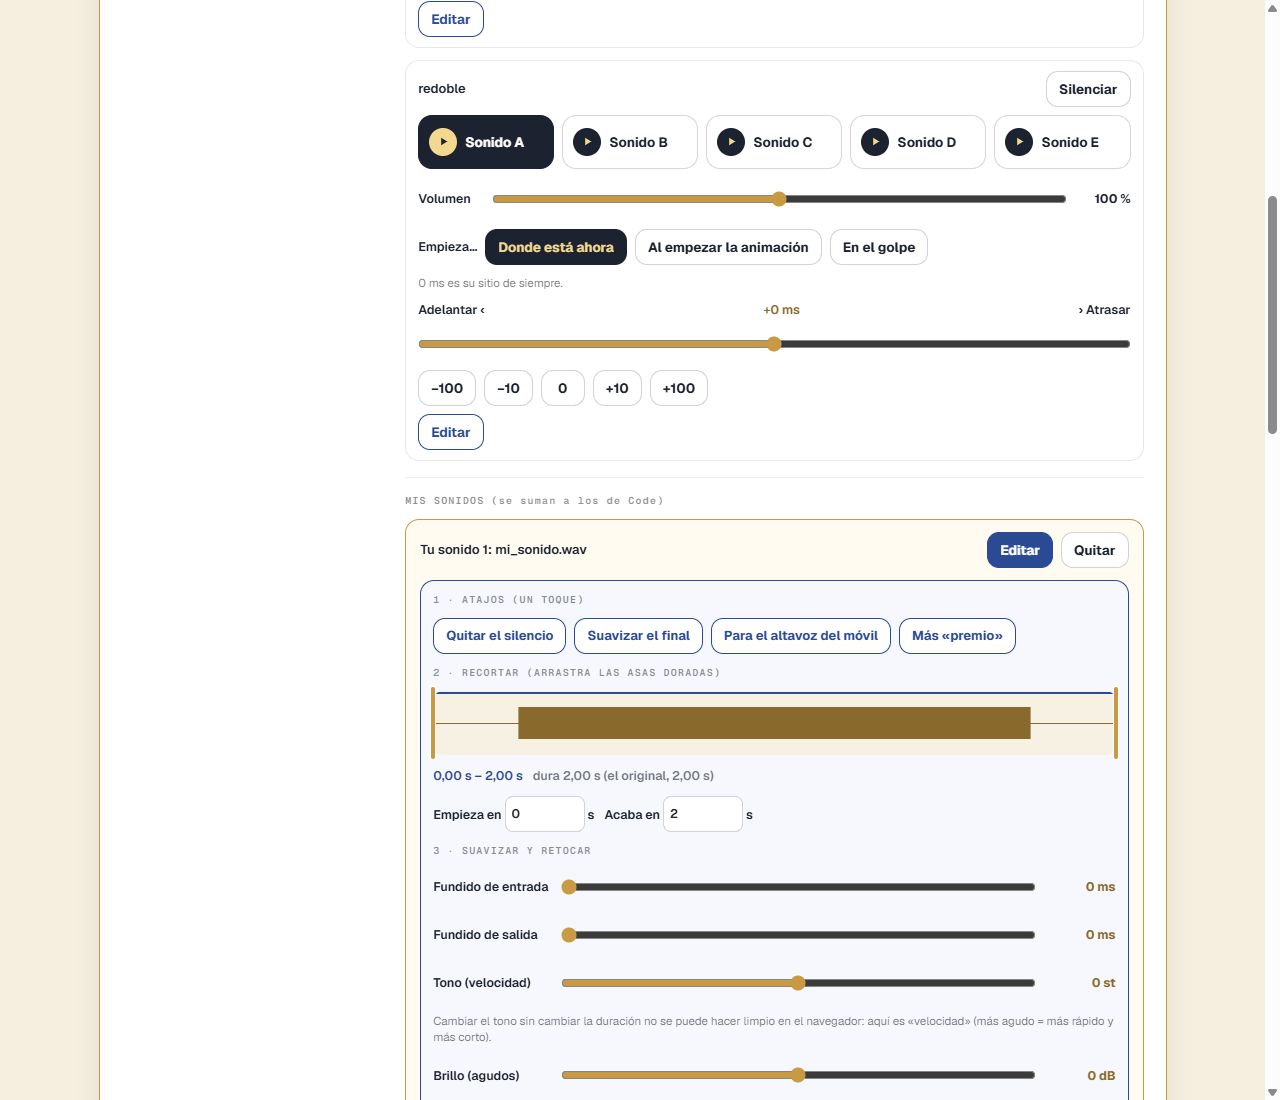 Editar
redoble
Silenciar
Sonido A
Sonido B
Sonido C
Sonido D
Sonido E
Volumen
100 %
Empieza...
Donde está ahora
Al empezar la animación
En el golpe
0 ms es su sitio de siempre.
Adelantar ‹
+0 ms
› Atrasar
−100
−10
0
+10
+100
Editar
MIS SONIDOS (se suman a los de Code)
Tu sonido 1: mi_sonido.wav
Editar
Quitar
1 · ATAJOS (UN TOQUE)
Quitar el silencio
Suavizar el final
Para el altavoz del móvil
Más «premio»
2 · RECORTAR (ARRASTRA LAS ASAS DORADAS)
0,00 s – 2,00 s dura 2,00 s (el original, 2,00 s)
Empieza en 0 s Acaba en 2 s
3 · SUAVIZAR Y RETOCAR
Fundido de entrada
0 ms
Fundido de salida
0 ms
Tono (velocidad)
0 st
Cambiar el tono sin cambiar la duración no se puede hacer limpio en el navegador: aquí es «velocidad» (más agudo = más rápido y
más corto).
Brillo (agudos)
0 dB